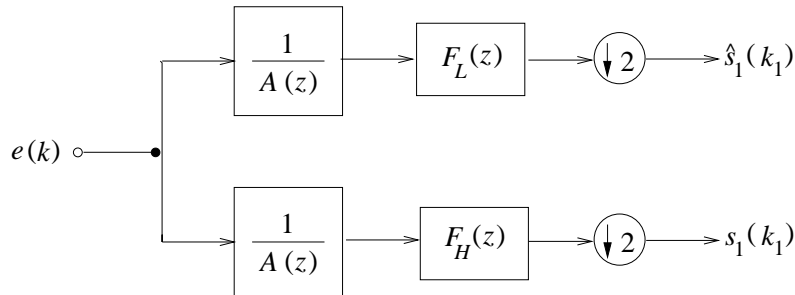 1
A(z)
F_L(z)
↓ 2
ŝ_1(k_1)
e(k)
1
A(z)
F_H(z)
↓ 2
s_1(k_1)